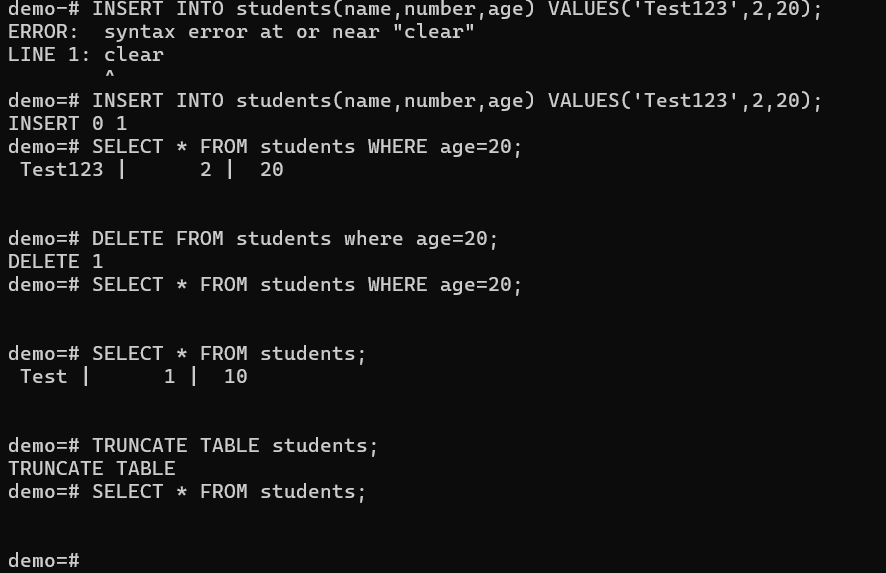 demo-# INSERT INTO students(name,number,age) VALUES('Test123',2,20);
ERROR:  syntax error at or near "clear"
LINE 1: clear
        ^
demo=# INSERT INTO students(name,number,age) VALUES('Test123',2,20);
INSERT 0 1
demo=# SELECT * FROM students WHERE age=20;
 Test123 |      2 |  20
demo=# DELETE FROM students where age=20;
DELETE 1
demo=# SELECT * FROM students WHERE age=20;
demo=# SELECT * FROM students;
 Test |      1 |  10
demo=# TRUNCATE TABLE students;
TRUNCATE TABLE
demo=# SELECT * FROM students;
demo=#